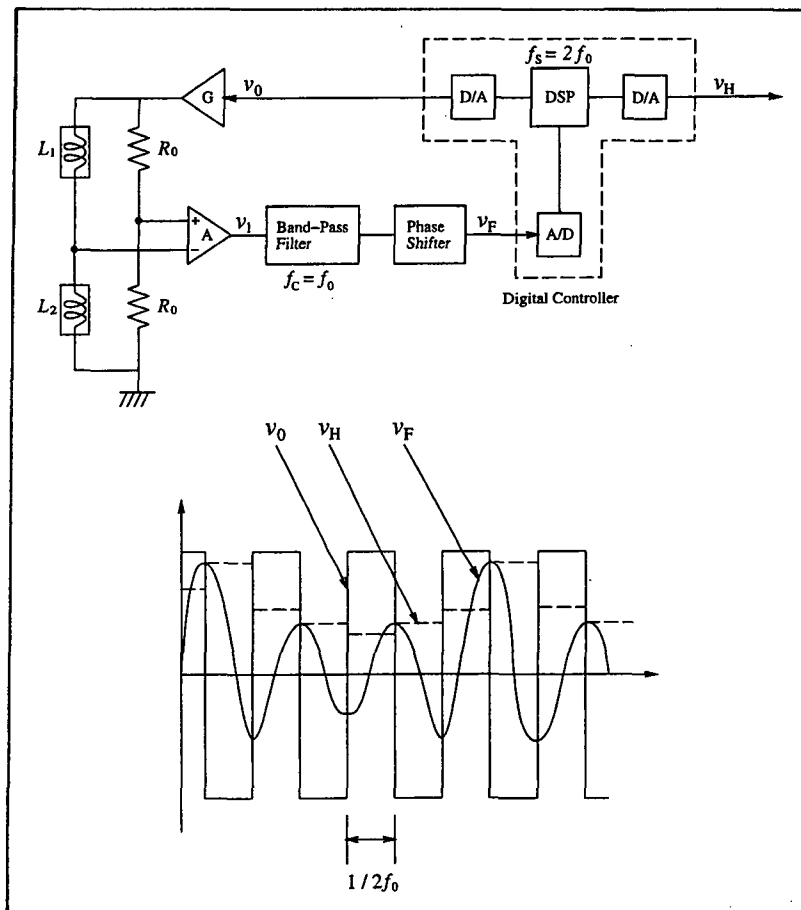 f_S = 2f_0
G
v_0
D/A
DSP
D/A
v_H
L_1
R_0
+
A
−
v_1
Band–Pass
Filter
Phase
Shifter
v_F
A/D
f_C = f_0
Digital Controller
L_2
R_0
v_0
v_H
v_F
1 / 2f_0